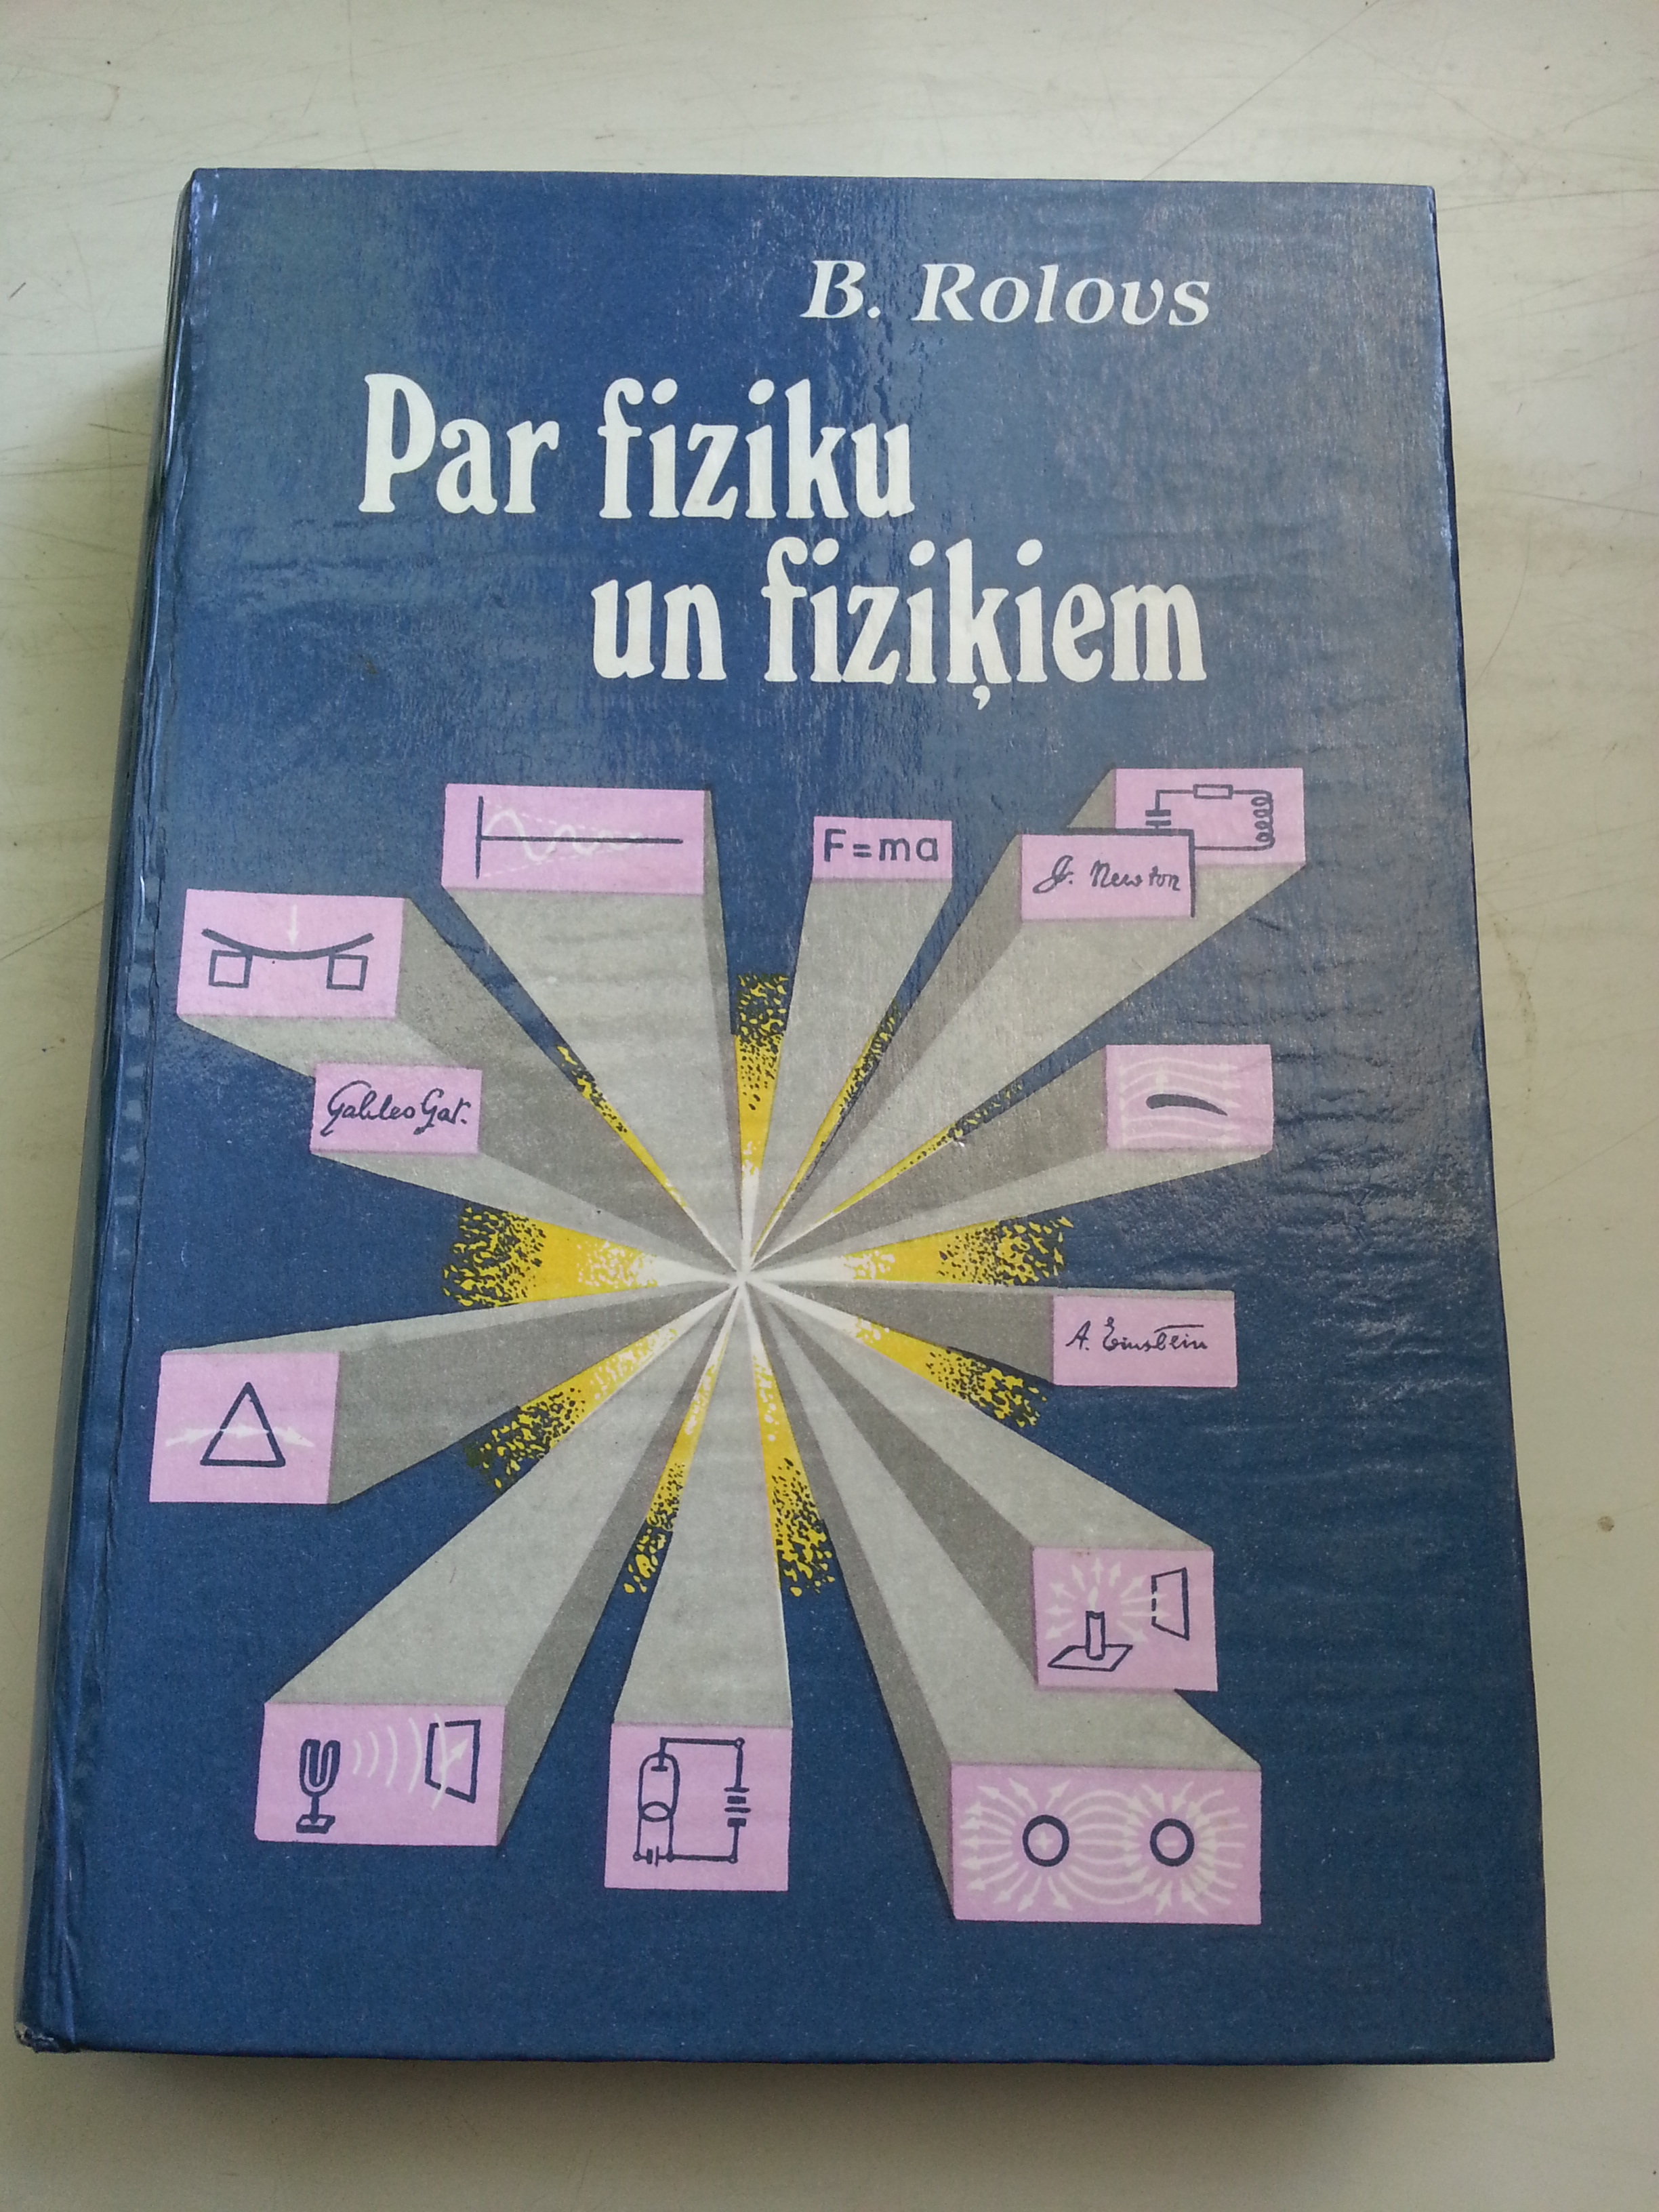 B. Rolovs
Par fiziku
un fiziķiem
F=ma
J. Newton
Galileo Gal.
A. Einstein